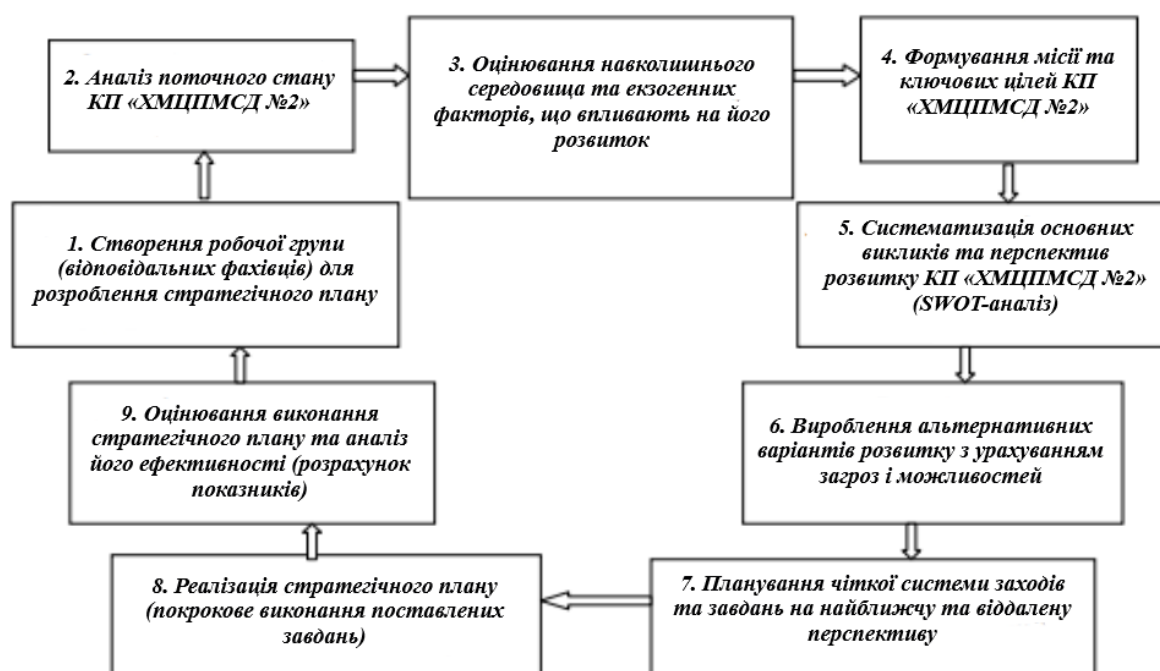 1. Створення робочої групи
(відповідальних фахівців) для
розроблення стратегічного плану
2. Аналіз поточного стану
КП «ХМЦПМСД №2»
3. Оцінювання навколишнього
середовища та екзогенних
факторів, що впливають на його
розвиток
4. Формування місії та
ключових цілей КП
«ХМЦПМСД №2»
5. Систематизація основних
викликів та перспектив
розвитку КП «ХМЦПМСД №2»
(SWOT-аналіз)
6. Вироблення альтернативних
варіантів розвитку з урахуванням
загроз і можливостей
7. Планування чіткої системи заходів
та завдань на найближчу та віддалену
перспективу
8. Реалізація стратегічного плану
(покрокове виконання поставлених
завдань)
9. Оцінювання виконання
стратегічного плану та аналіз
його ефективності (розрахунок
показників)